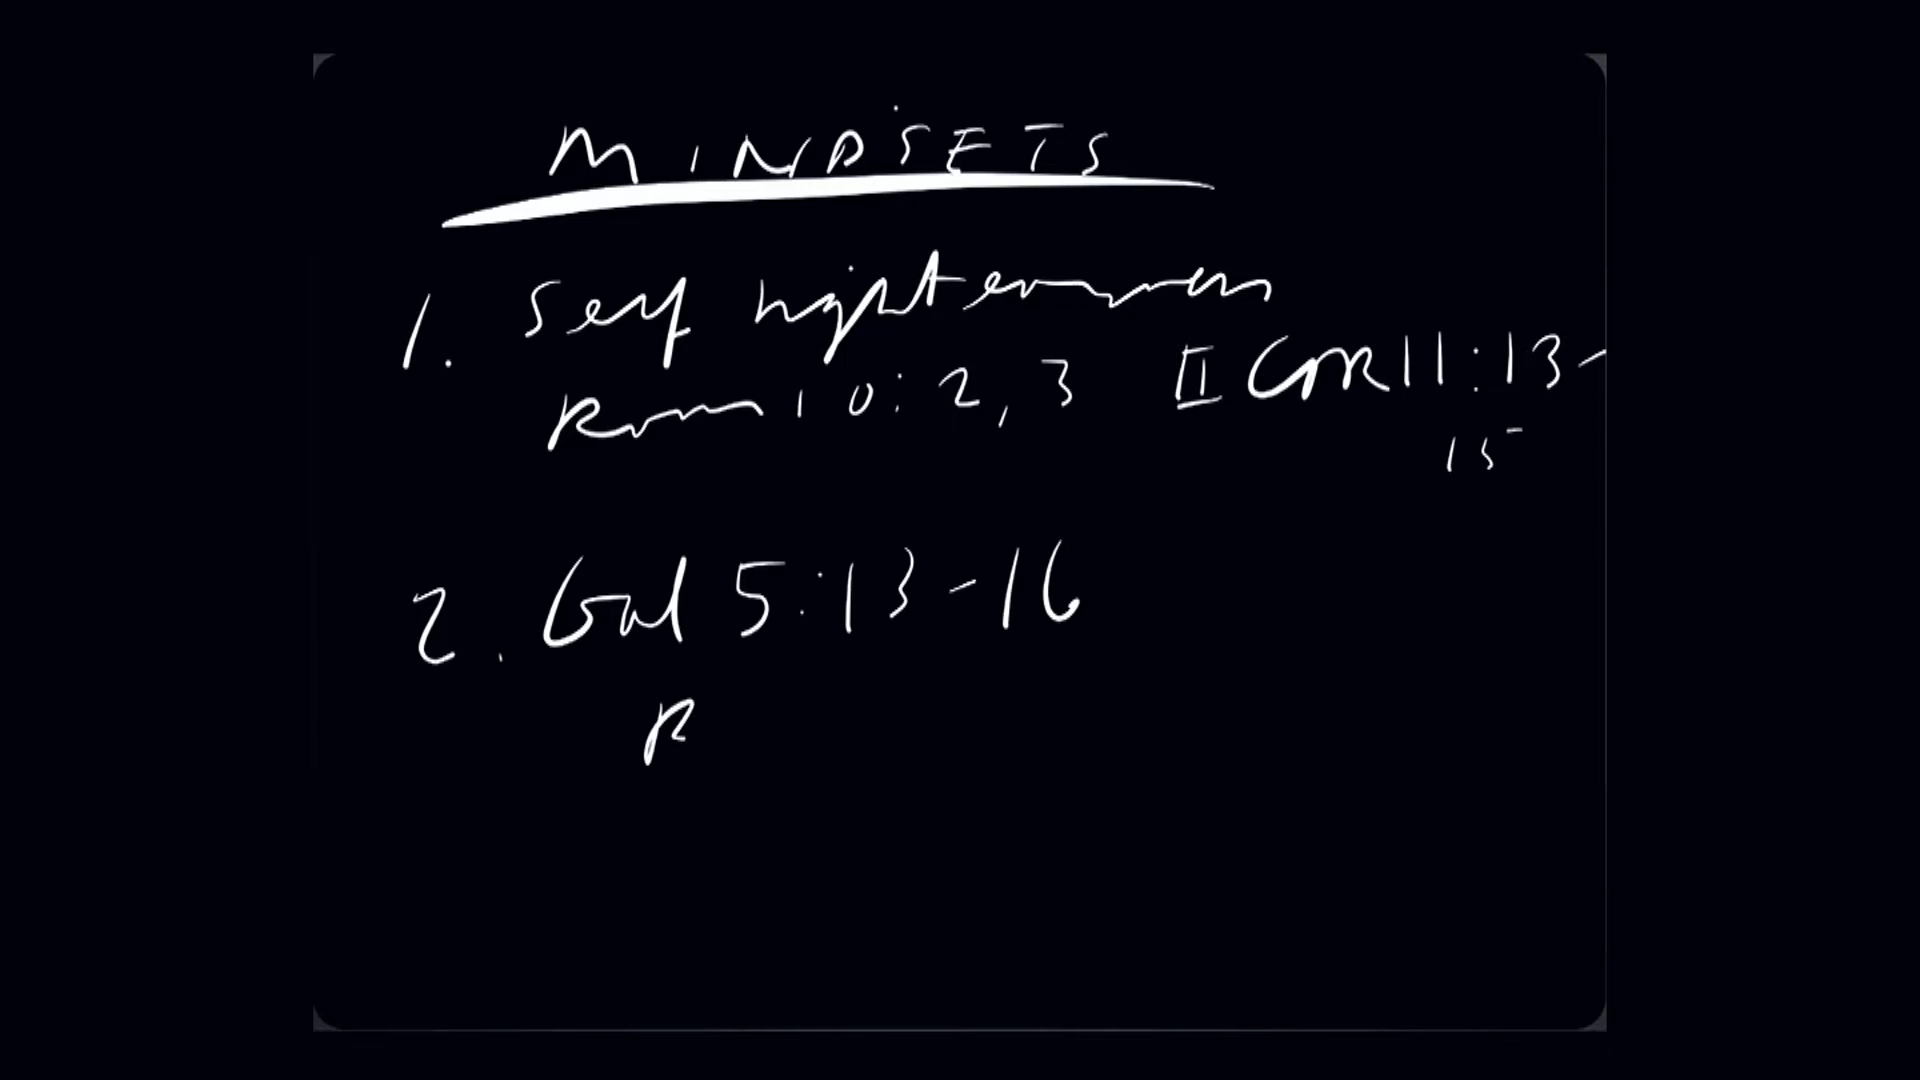 MINDSETS
1. Self righteousness
Rom 10:2,3 II COR 11:13-
15
2. Gal 5:13-16
R